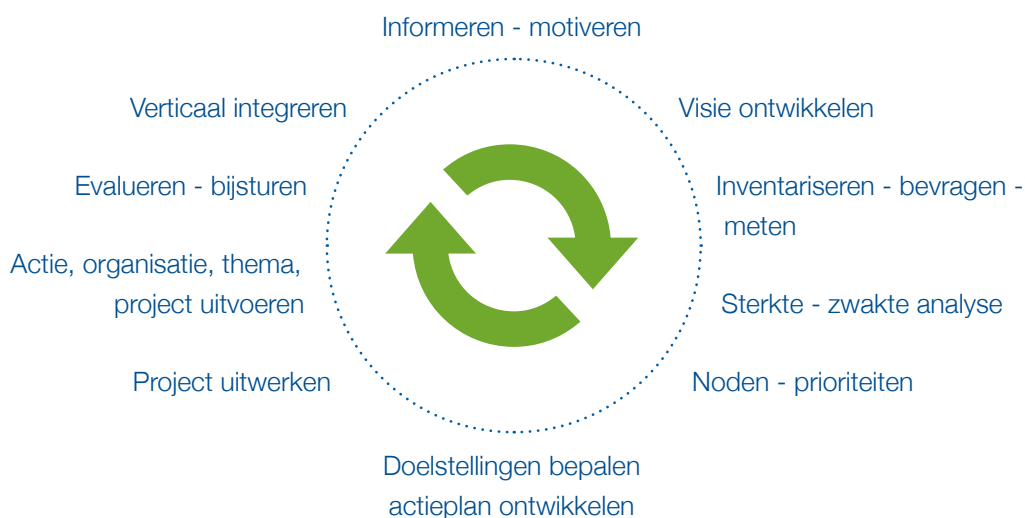 Informeren - motiveren
Visie ontwikkelen
Inventariseren - bevragen -
meten
Sterkte - zwakte analyse
Noden - prioriteiten
Doelstellingen bepalen
actieplan ontwikkelen
Project uitwerken
Actie, organisatie, thema,
project uitvoeren
Evalueren - bijsturen
Verticaal integreren